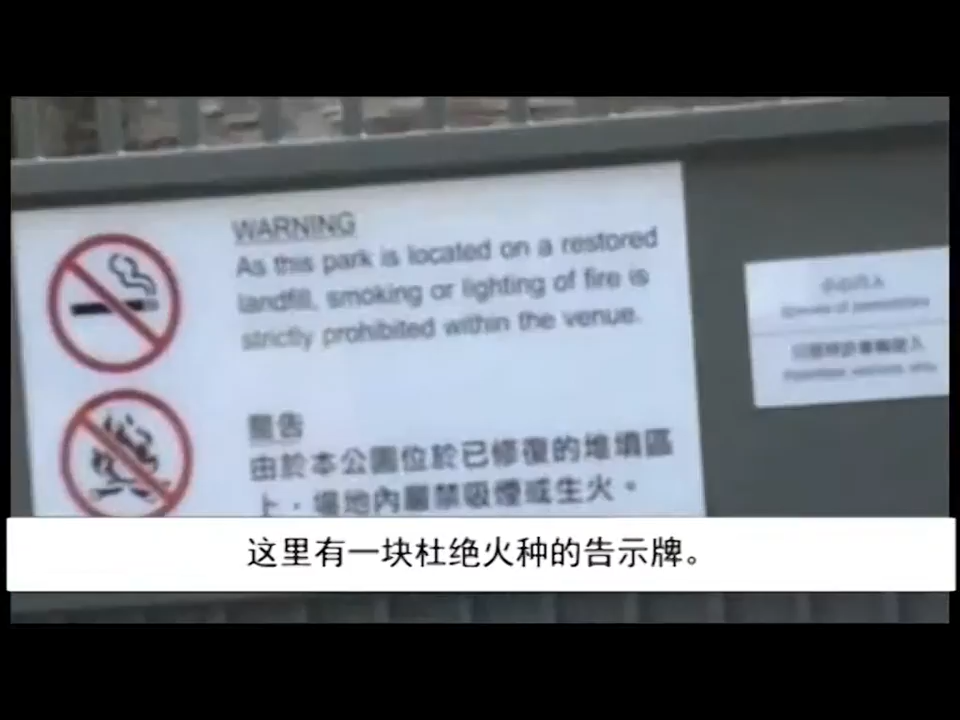 WARNING
As this park is located on a restored
landfill, smoking or lighting of fire is
strictly prohibited within the venue.
警告
由於本公園位於已修復的堆填區
上，場地內嚴禁吸煙或生火。
这里有一块杜绝火种的告示牌。